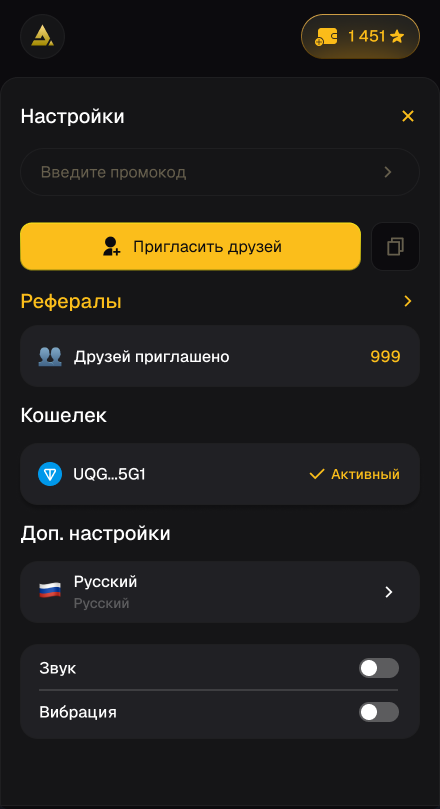 1 451
Настройки
Введите промокод
Пригласить друзей
Рефералы
Друзей приглашено 999
Кошелек
UQG...5G1 Активный
Доп. настройки
Русский
Русский
Звук
Вибрация